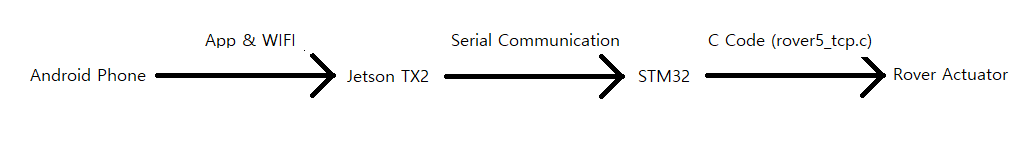 App & WIFI
Serial Communication
C Code (rover5_tcp.c)
Android Phone
Jetson TX2
STM32
Rover Actuator